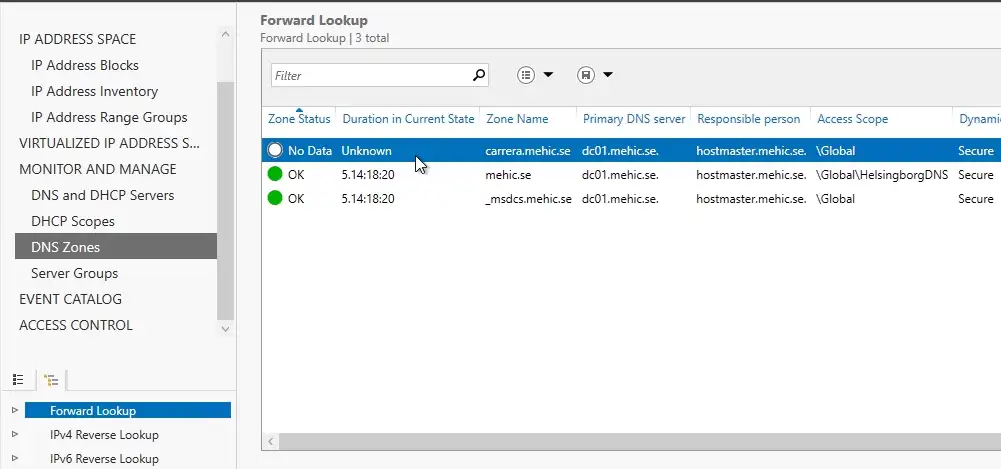 IP ADDRESS SPACE
IP Address Blocks
IP Address Inventory
IP Address Range Groups
VIRTUALIZED IP ADDRESS S...
MONITOR AND MANAGE
DNS and DHCP Servers
DHCP Scopes
DNS Zones
Server Groups
EVENT CATALOG
ACCESS CONTROL
Forward Lookup
IPv4 Reverse Lookup
IPv6 Reverse Lookup
Forward Lookup
Forward Lookup | 3 total
Filter
Zone Status Duration in Current State Zone Name Primary DNS server Responsible person Access Scope Dynami
No Data Unknown carrera.mehic.se dc01.mehic.se. hostmaster.mehic.se. \Global Secure
OK 5.14:18:20 mehic.se dc01.mehic.se. hostmaster.mehic.se. \Global\HelsingborgDNS Secure
OK 5.14:18:20 _msdcs.mehic.se dc01.mehic.se. hostmaster.mehic.se. \Global Secure